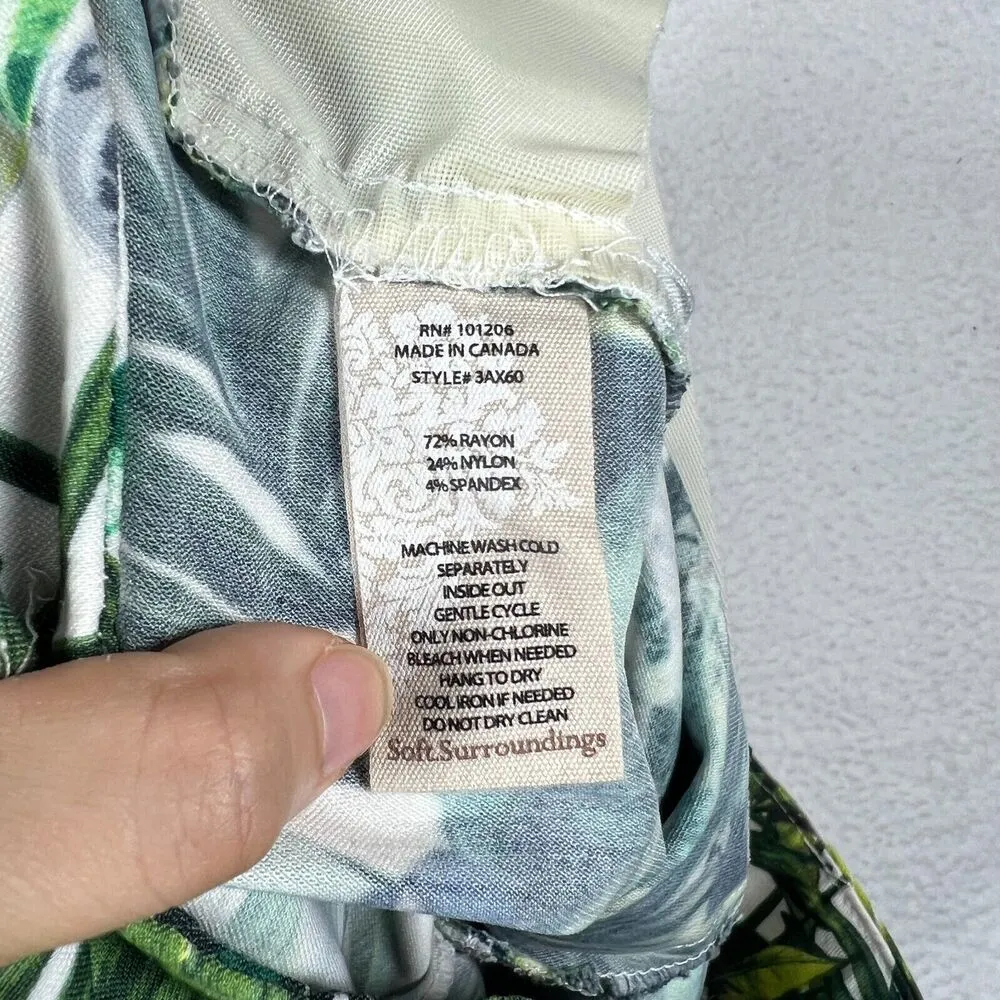 RN# 101206
MADE IN CANADA
STYLE# 3AX60
72% RAYON
24% NYLON
4% SPANDEX
MACHINE WASH COLD
SEPARATELY
INSIDE OUT
GENTLE CYCLE
ONLY NON-CHLORINE
BLEACH WHEN NEEDED
HANG TO DRY
COOL IRON IF NEEDED
DO NOT DRY CLEAN
Soft.Surroundings